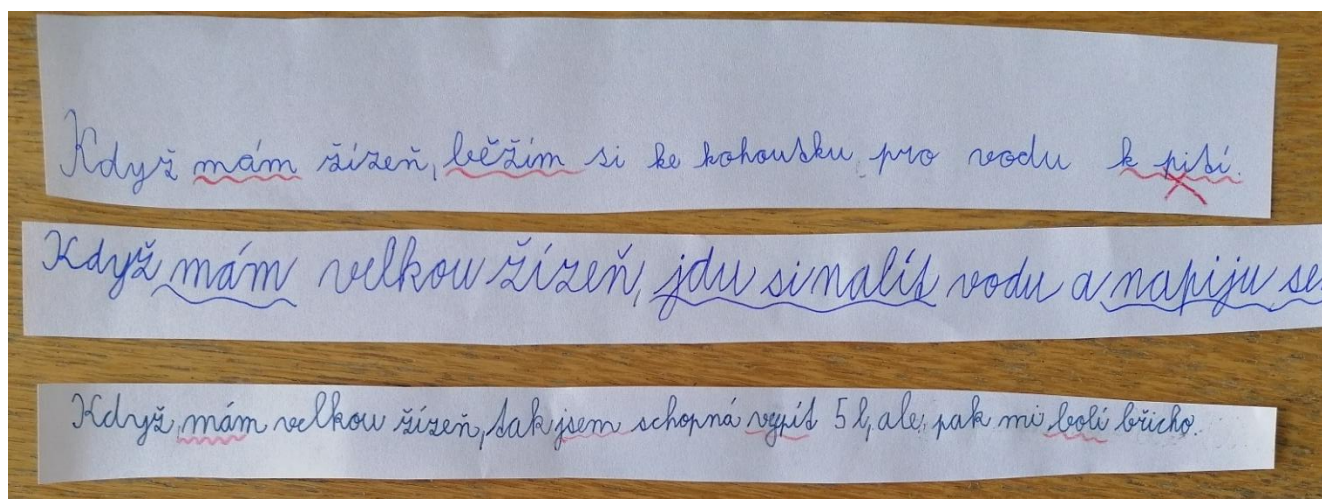 Když mám žízeň, běžím si ke kohoutku pro vodu k pití.
Když mám velkou žízeň, jdu si nalít vodu a napiju se
Když mám velkou žízeň, tak jsem schopná vypít 5 l, ale pak mi bolí břicho.